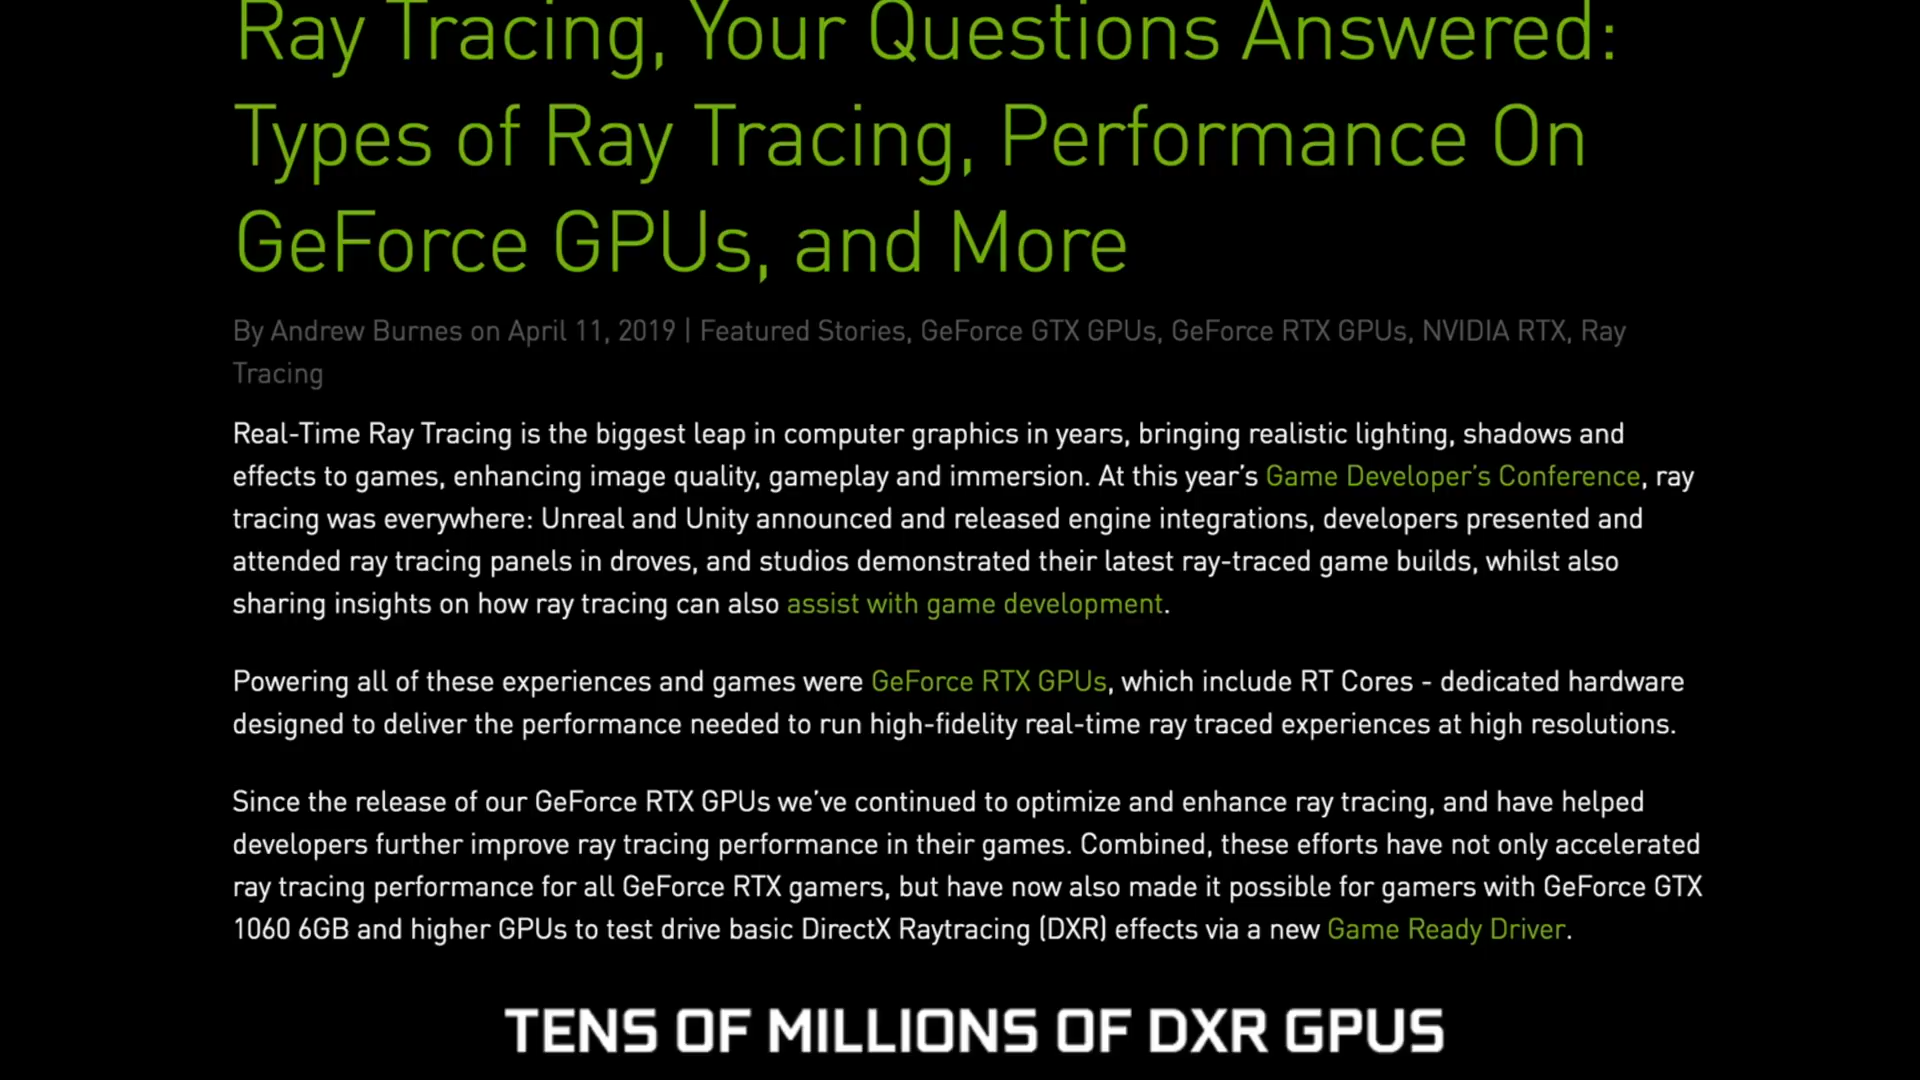 Ray Tracing, Your Questions Answered:
Types of Ray Tracing, Performance On
GeForce GPUs, and More
By Andrew Burnes on April 11, 2019 | Featured Stories, GeForce GTX GPUs, GeForce RTX GPUs, NVIDIA RTX, Ray
Tracing
Real-Time Ray Tracing is the biggest leap in computer graphics in years, bringing realistic lighting, shadows and
effects to games, enhancing image quality, gameplay and immersion. At this year’s Game Developer’s Conference, ray
tracing was everywhere: Unreal and Unity announced and released engine integrations, developers presented and
attended ray tracing panels in droves, and studios demonstrated their latest ray-traced game builds, whilst also
sharing insights on how ray tracing can also assist with game development.
Powering all of these experiences and games were GeForce RTX GPUs, which include RT Cores - dedicated hardware
designed to deliver the performance needed to run high-fidelity real-time ray traced experiences at high resolutions.
Since the release of our GeForce RTX GPUs we’ve continued to optimize and enhance ray tracing, and have helped
developers further improve ray tracing performance in their games. Combined, these efforts have not only accelerated
ray tracing performance for all GeForce RTX gamers, but have now also made it possible for gamers with GeForce GTX
1060 6GB and higher GPUs to test drive basic DirectX Raytracing (DXR) effects via a new Game Ready Driver.
TENS OF MILLIONS OF DXR GPUS